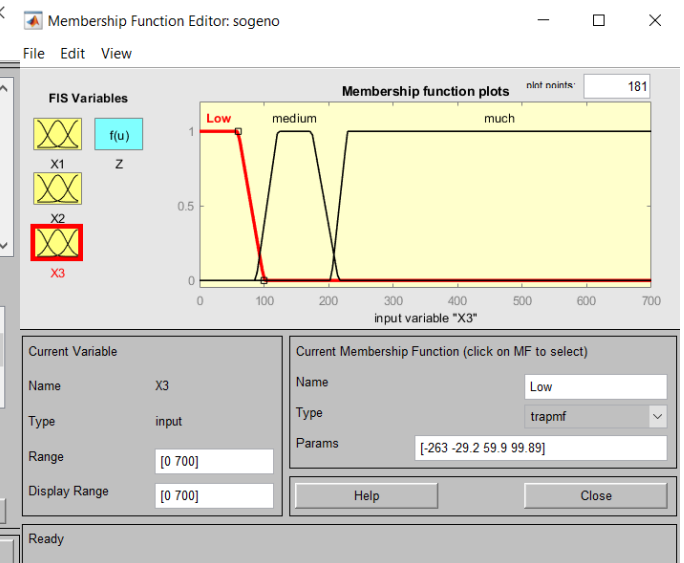 Membership Function Editor: sogeno
File Edit View
FIS Variables
X1
f(u)
Z
X2
X3
Membership function plots
plot points:
181
Low
medium
much
1
0.5
0
0
100
200
300
400
500
600
700
input variable "X3"
Current Variable
Name X3
Type input
Range [0 700]
Display Range [0 700]
Current Membership Function (click on MF to select)
Name Low
Type trapmf
Params [-263 -29.2 59.9 99.89]
Help
Close
Ready